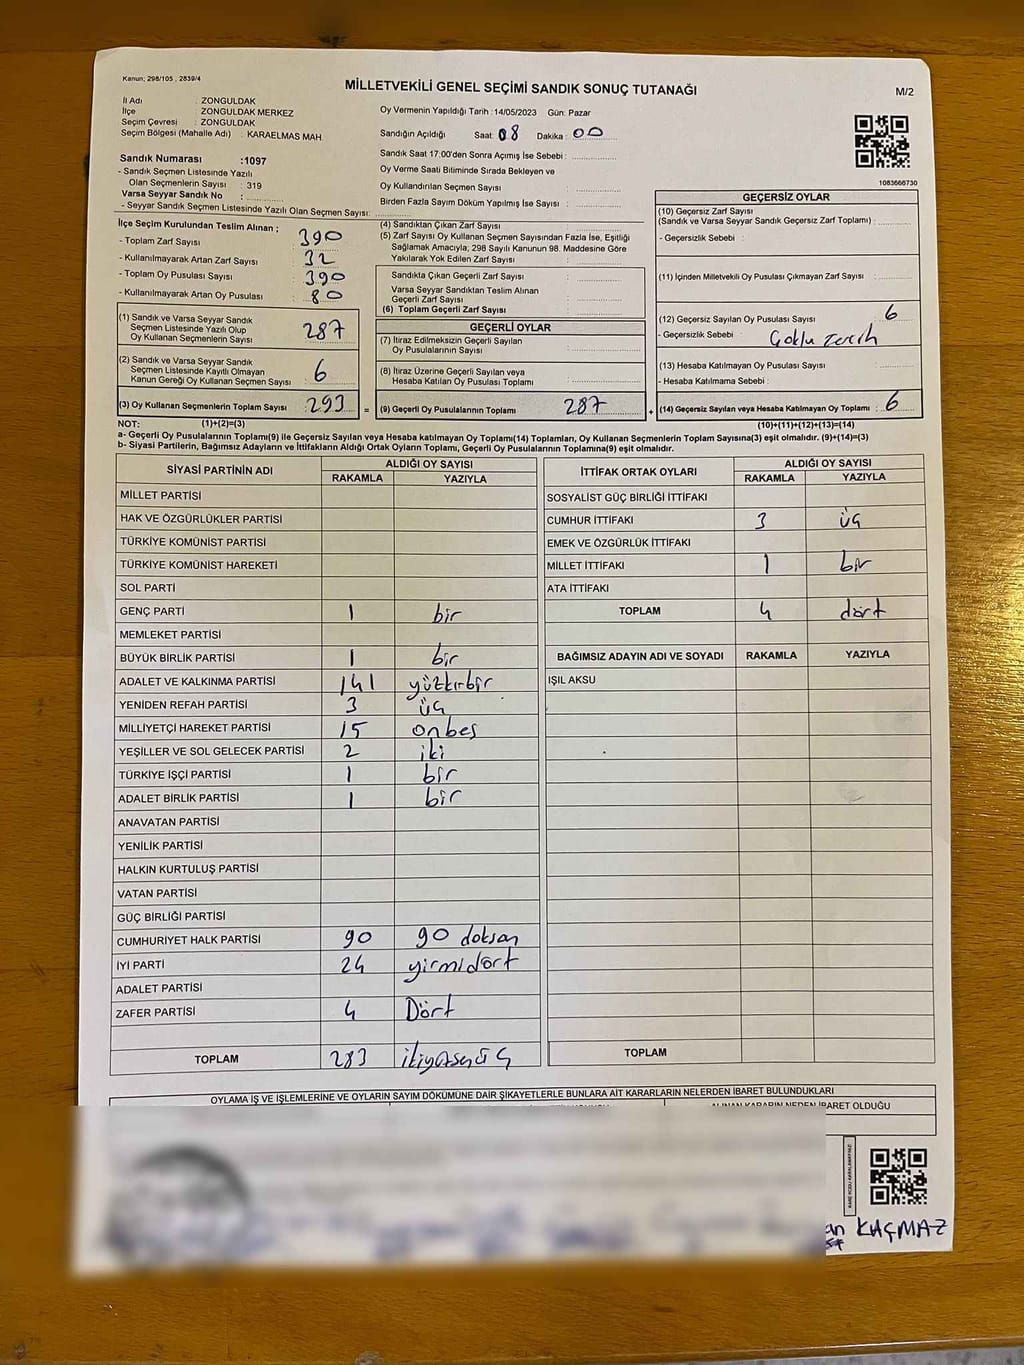 Kanun; 298/105 , 2839/4
MİLLETVEKİLİ GENEL SEÇİMİ SANDIK SONUÇ TUTANAĞI
M/2
İl Adı : ZONGULDAK
İlçe : ZONGULDAK MERKEZ
Seçim Çevresi : ZONGULDAK
Seçim Bölgesi (Mahalle Adı) : KARAELMAS MAH.
Sandık Numarası :1097
- Sandık Seçmen Listesinde Yazılı
Olan Seçmenlerin Sayısı : 319
Varsa Seyyar Sandık No :
- Seyyar Sandık Seçmen Listesinde Yazılı Olan Seçmen Sayısı:
Oy Vermenin Yapıldığı Tarih :14/05/2023 Gün: Pazar
Sandığın Açıldığı Saat: 08 Dakika: 00
Sandık Saat 17:00'den Sonra Açımış İse Sebebi :
Oy Verme Saati Bitiminde Sırada Bekleyen ve
Oy Kullandırılan Seçmen Sayısı :
Birden Fazla Sayım Döküm Yapılmış İse Sayısı :
1083666730
İlçe Seçim Kurulundan Teslim Alınan ;
- Toplam Zarf Sayısı : 390
- Kullanılmayarak Artan Zarf Sayısı : 32
- Toplam Oy Pusulası Sayısı : 390
- Kullanılmayarak Artan Oy Pusulası : 80
(1) Sandık ve Varsa Seyyar Sandık
Seçmen Listesinde Yazılı Olup
Oy Kullanan Seçmenlerin Sayısı : 287
(2) Sandık ve Varsa Seyyar Sandık
Seçmen Listesinde Kayıtlı Olmayan
Kanun Gereği Oy Kullanan Seçmen Sayısı : 6
(3) Oy Kullanan Seçmenlerin Toplam Sayısı : 293 =
(4) Sandıktan Çıkan Zarf Sayısı :
(5) Zarf Sayısı Oy Kullanan Seçmen Sayısından Fazla İse, Eşitliği
Sağlamak Amacıyla; 298 Sayılı Kanunun 98. Maddesine Göre
Yakılarak Yok Edilen Zarf Sayısı :
Sandıkta Çıkan Geçerli Zarf Sayısı :
Varsa Seyyar Sandıktan Teslim Alınan
Geçerli Zarf Sayısı :
(6) Toplam Geçerli Zarf Sayısı :
GEÇERLİ OYLAR
(7) İtiraz Edilmeksizin Geçerli Sayılan
Oy Pusulalarının Sayısı :
(8) İtiraz Üzerine Geçerli Sayılan veya
Hesaba Katılan Oy Pusulası Toplamı :
(9) Geçerli Oy Pusulalarının Toplamı : 287 +
GEÇERSİZ OYLAR
(10) Geçersiz Zarf Sayısı
(Sandık ve Varsa Seyyar Sandık Geçersiz Zarf Toplamı) :
- Geçersizlik Sebebi :
(11) İçinden Milletvekili Oy Pusulası Çıkmayan Zarf Sayısı :
(12) Geçersiz Sayılan Oy Pusulası Sayısı : 6
- Geçersizlik Sebebi : Çoklu tercih
(13) Hesaba Katılmayan Oy Pusulası Sayısı :
- Hesaba Katılmama Sebebi :
(14) Geçersiz Sayılan veya Hesaba Katılmayan Oy Toplamı : 6
NOT: (1)+(2)=(3) (10)+(11)+(12)+(13)=(14)
a- Geçerli Oy Pusulalarının Toplamı(9) ile Geçersiz Sayılan veya Hesaba katılmayan Oy Toplamı(14) Toplamları, Oy Kullanan Seçmenlerin Toplam Sayısına(3) eşit olmalıdır. (9)+(14)=(3)
b- Siyasi Partilerin, Bağımsız Adayların ve İttifakların Aldığı Ortak Oyların Toplamı, Geçerli Oy Pusulalarının Toplamına(9) eşit olmalıdır.
SİYASİ PARTİNİN ADI ALDIĞI OY SAYISI
RAKAMLA YAZIYLA
MİLLET PARTİSİ
HAK VE ÖZGÜRLÜKLER PARTİSİ
TÜRKİYE KOMÜNİST PARTİSİ
TÜRKİYE KOMÜNİST HAREKETİ
SOL PARTİ
GENÇ PARTİ 1 bir
MEMLEKET PARTİSİ
BÜYÜK BİRLİK PARTİSİ 1 bir
ADALET VE KALKINMA PARTİSİ 141 yüzkırbir
YENİDEN REFAH PARTİSİ 3 üç
MİLLİYETÇİ HAREKET PARTİSİ 15 onbeş
YEŞİLLER VE SOL GELECEK PARTİSİ 2 iki
TÜRKİYE İŞÇİ PARTİSİ 1 bir
ADALET BİRLİK PARTİSİ 1 bir
ANAVATAN PARTİSİ
YENİLİK PARTİSİ
HALKIN KURTULUŞ PARTİSİ
VATAN PARTİSİ
GÜÇ BİRLİĞİ PARTİSİ
CUMHURİYET HALK PARTİSİ 90 90 doksan
İYİ PARTİ 24 yirmidört
ADALET PARTİSİ
ZAFER PARTİSİ 4 Dört
TOPLAM 283 ikiyüzsenüç
İTTİFAK ORTAK OYLARI ALDIĞI OY SAYISI
RAKAMLA YAZIYLA
SOSYALİST GÜÇ BİRLİĞİ İTTİFAKI
CUMHUR İTTİFAKI 3 üç
EMEK VE ÖZGÜRLÜK İTTİFAKI
MİLLET İTTİFAKI 1 bir
ATA İTTİFAKI
TOPLAM 4 dört
BAĞIMSIZ ADAYIN ADI VE SOYADI RAKAMLA YAZIYLA
IŞIL AKSU
TOPLAM
OYLAMA İŞ VE İŞLEMLERİNE VE OYLARIN SAYIM DÖKÜMÜNE DAİR ŞİKAYETLERLE BUNLARA AİT KARARLARIN NELERDEN İBARET BULUNDUKLARI
ALINAN KARARIN NEDEN İBARET OLDUĞU
KAÇMAZ